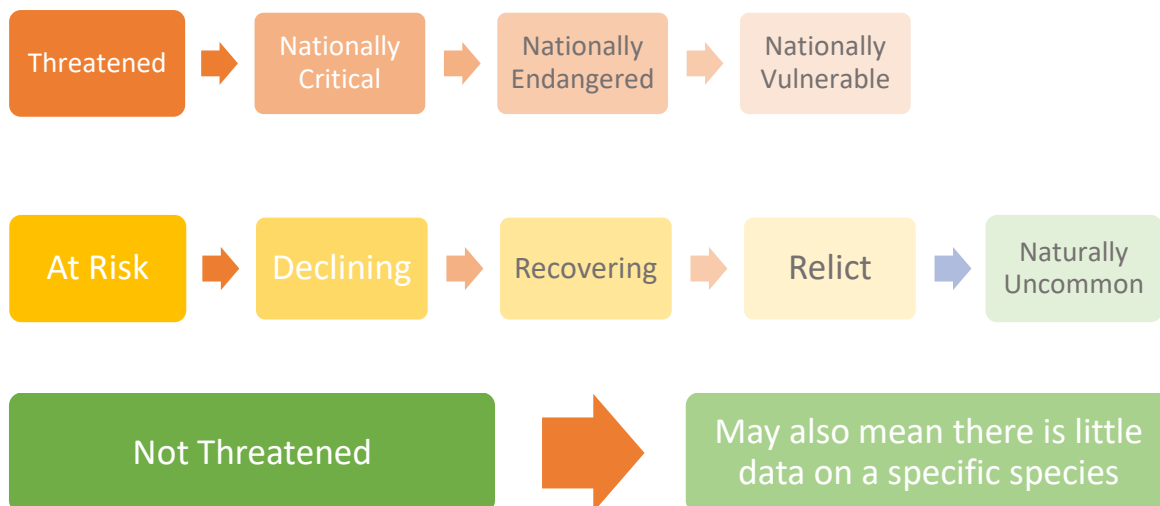 Threatened
Nationally
Critical
Nationally
Endangered
Nationally
Vulnerable
At Risk
Declining
Recovering
Relict
Naturally
Uncommon
Not Threatened
May also mean there is little
data on a specific species